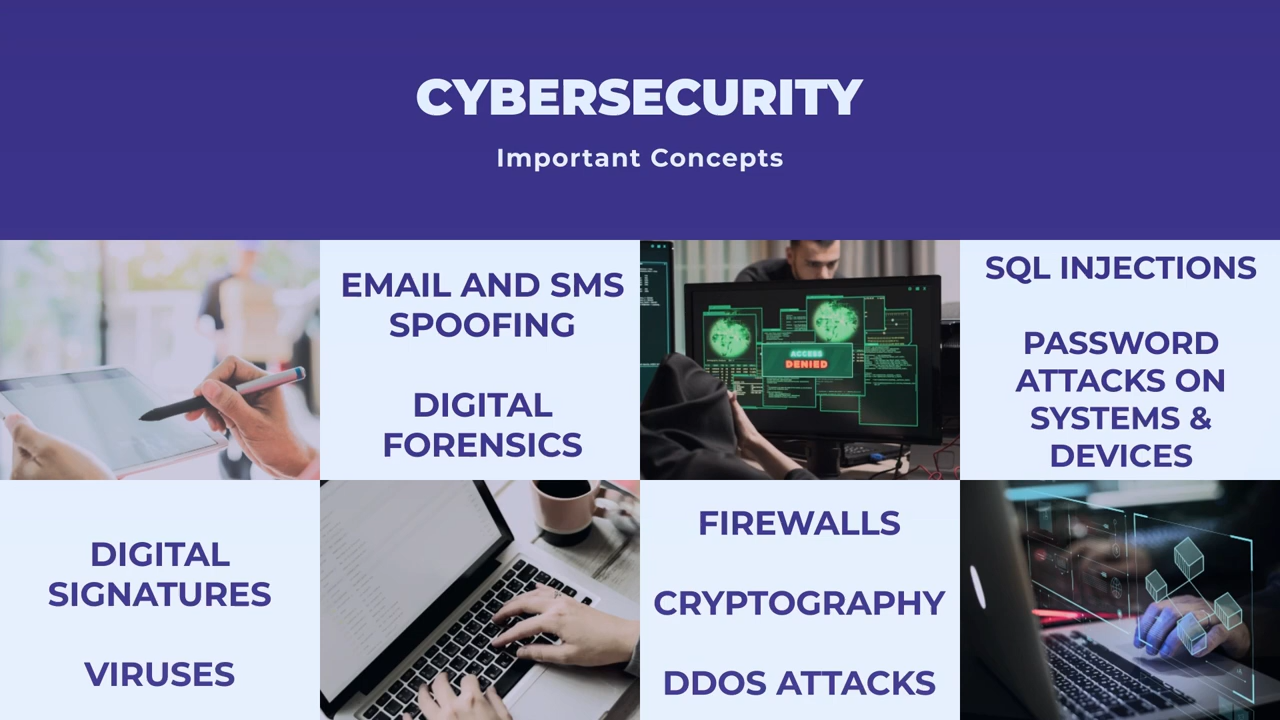 CYBERSECURITY
Important Concepts
EMAIL AND SMS
SPOOFING
DIGITAL
FORENSICS
ACCESS
DENIED
SQL INJECTIONS
PASSWORD
ATTACKS ON
SYSTEMS &
DEVICES
DIGITAL
SIGNATURES
VIRUSES
FIREWALLS
CRYPTOGRAPHY
DDOS ATTACKS